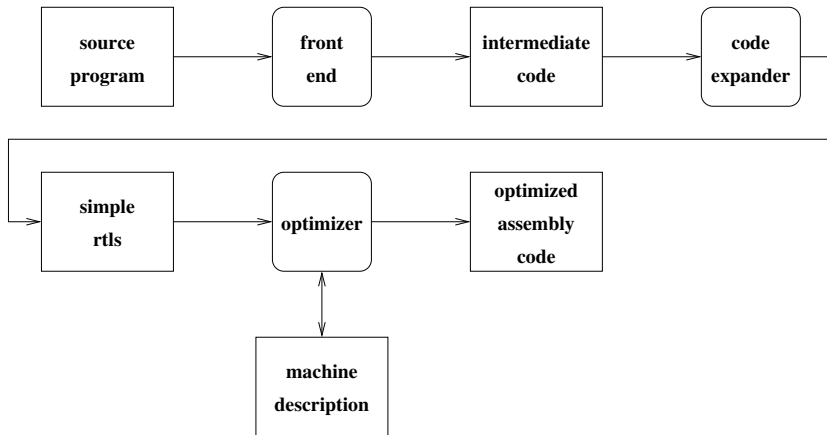 source
program
front
end
intermediate
code
code
expander
simple
rtls
optimizer
optimized
assembly
code
machine
description